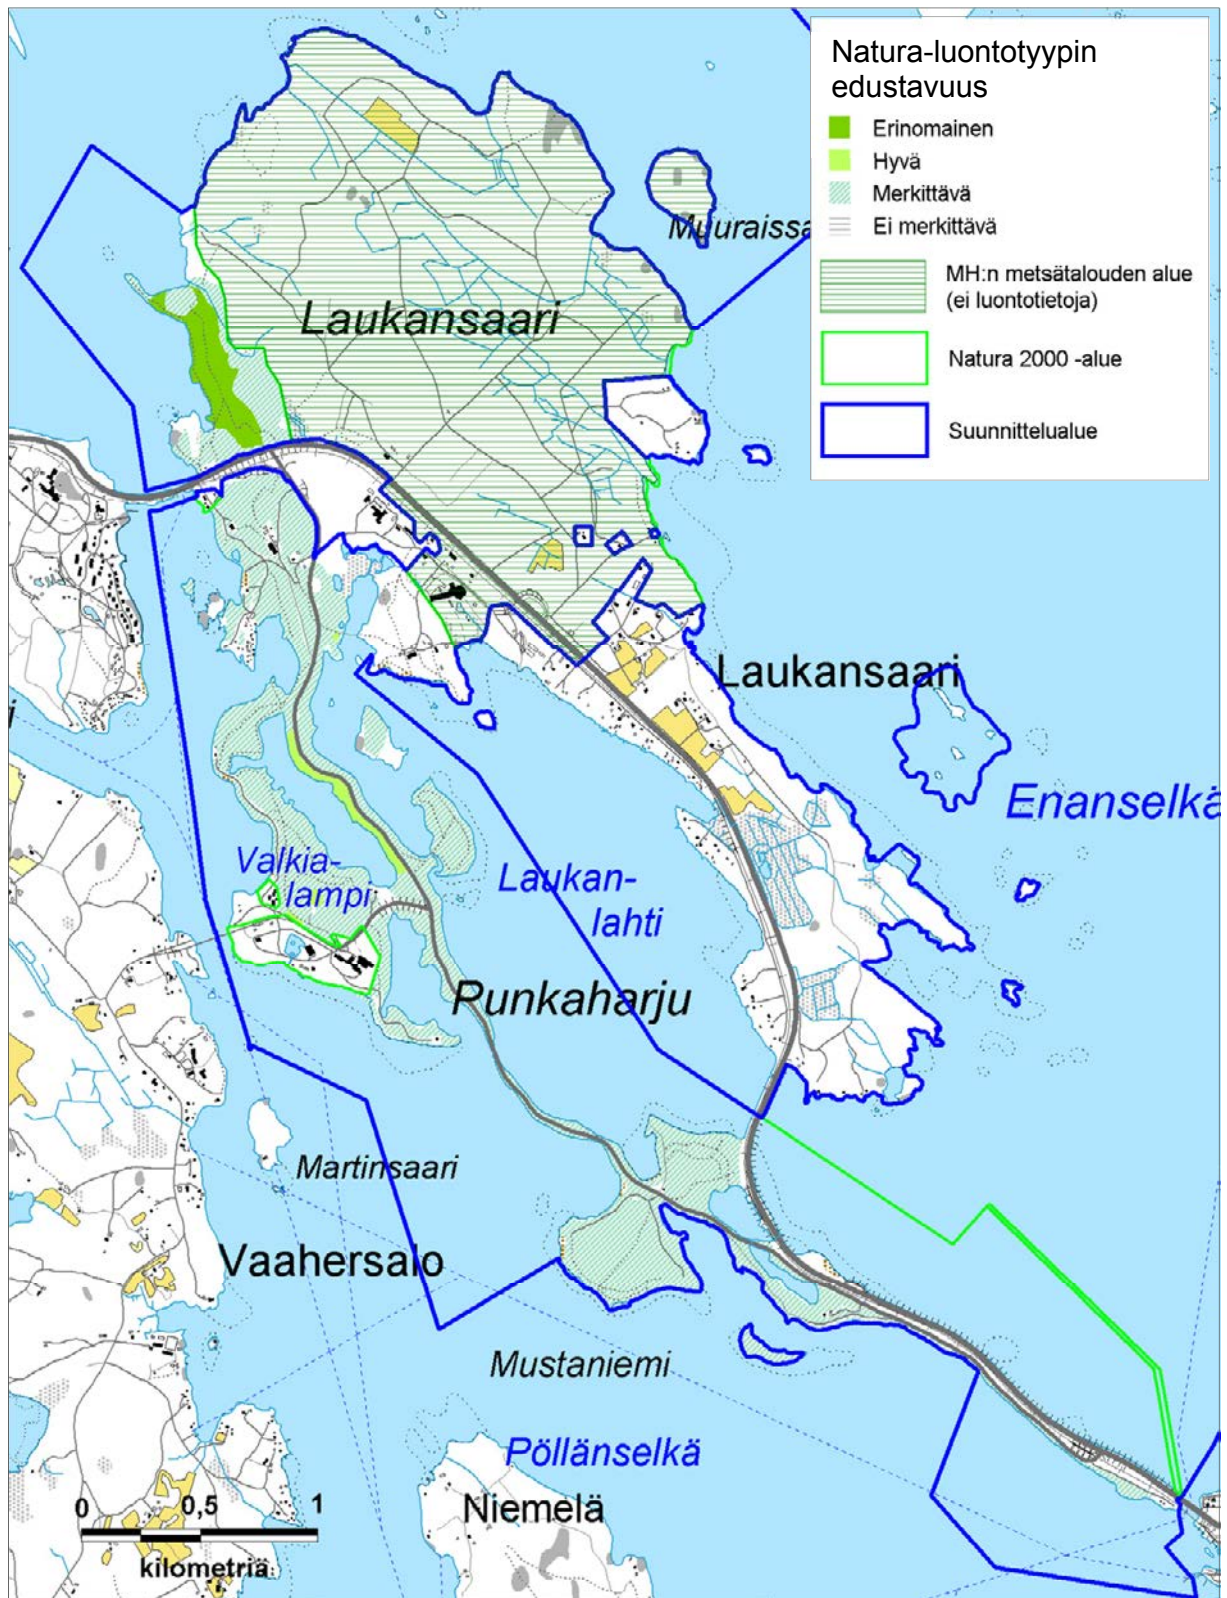 Natura-luontotyypin
edustavuus
Erinomainen
Hyvä
Merkittävä
Ei merkittävä
MH:n metsätalouden alue
(ei luontotietoja)
Natura 2000 -alue
Suunnittelualue
Muuraissa
Laukansaari
Laukansaari
i
Enanselkä
Valkia-
lampi
Laukan-
lahti
Punkaharju
Martinsaari
Vaahersalo
Mustaniemi
Pöllänselkä
Niemelä
0 0,5 1
kilometriä